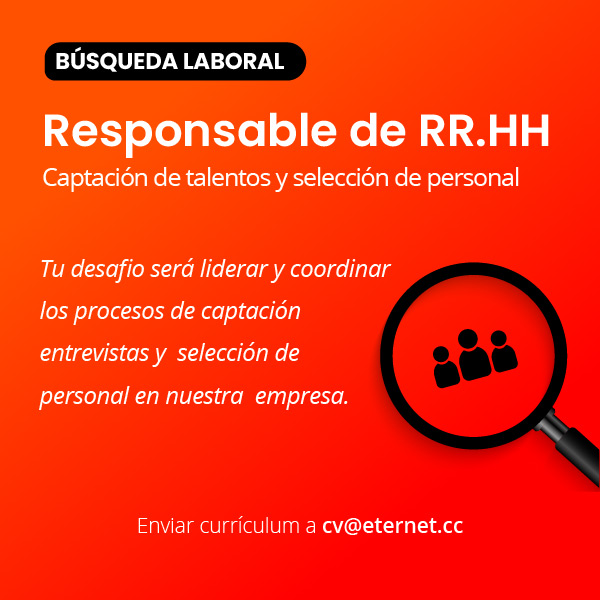 BÚSQUEDA LABORAL
Responsable de RR.HH
Captación de talentos y selección de personal
Tu desafio será liderar y coordinar
los procesos de captación
entrevistas y selección de
personal en nuestra empresa.
Enviar currículum a cv@eternet.cc